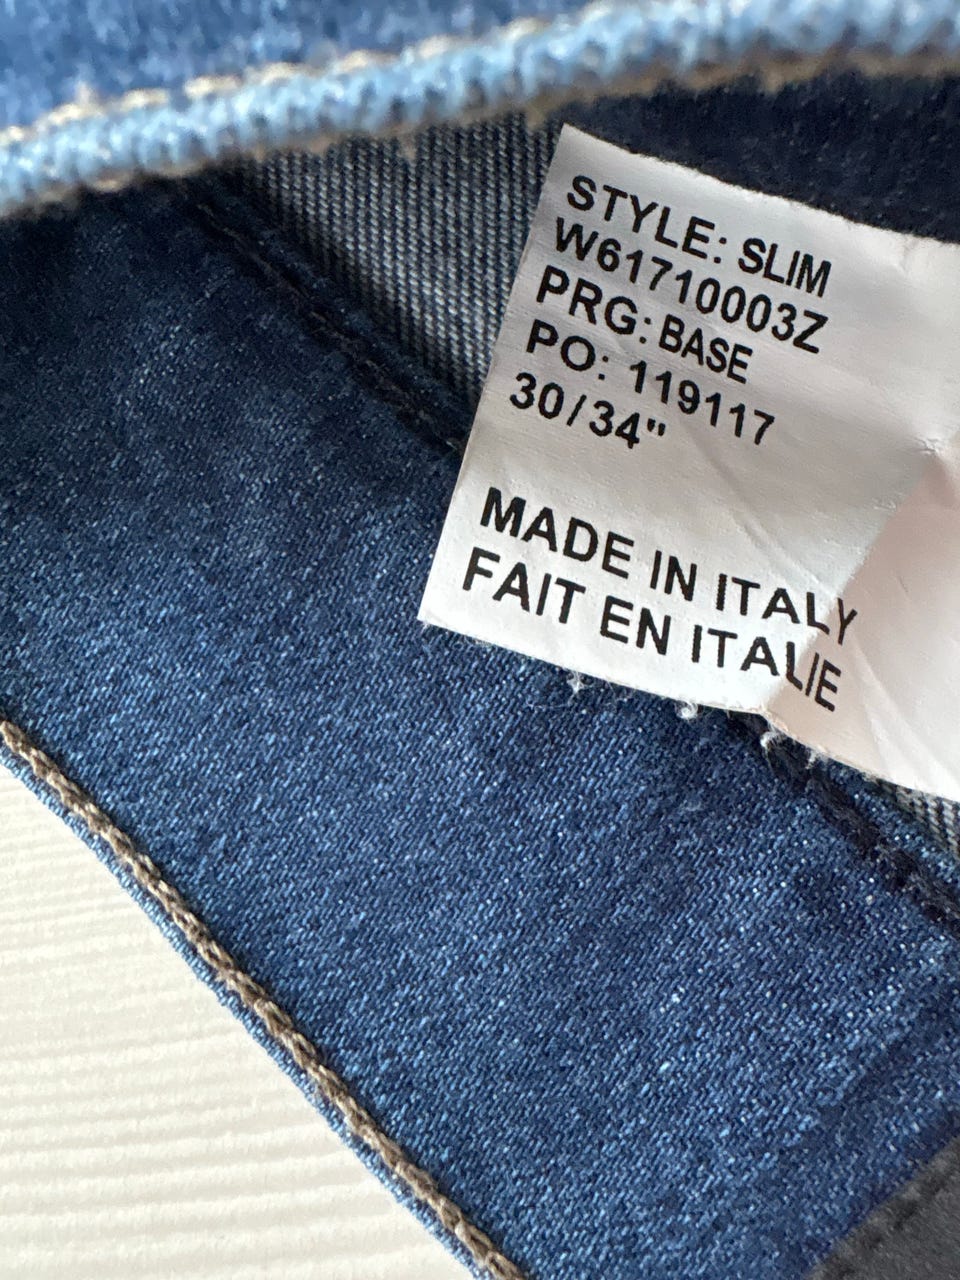 STYLE: SLIM
W61710003Z
PRG: BASE
PO: 119117
30/34"
MADE IN ITALY
FAIT EN ITALIE